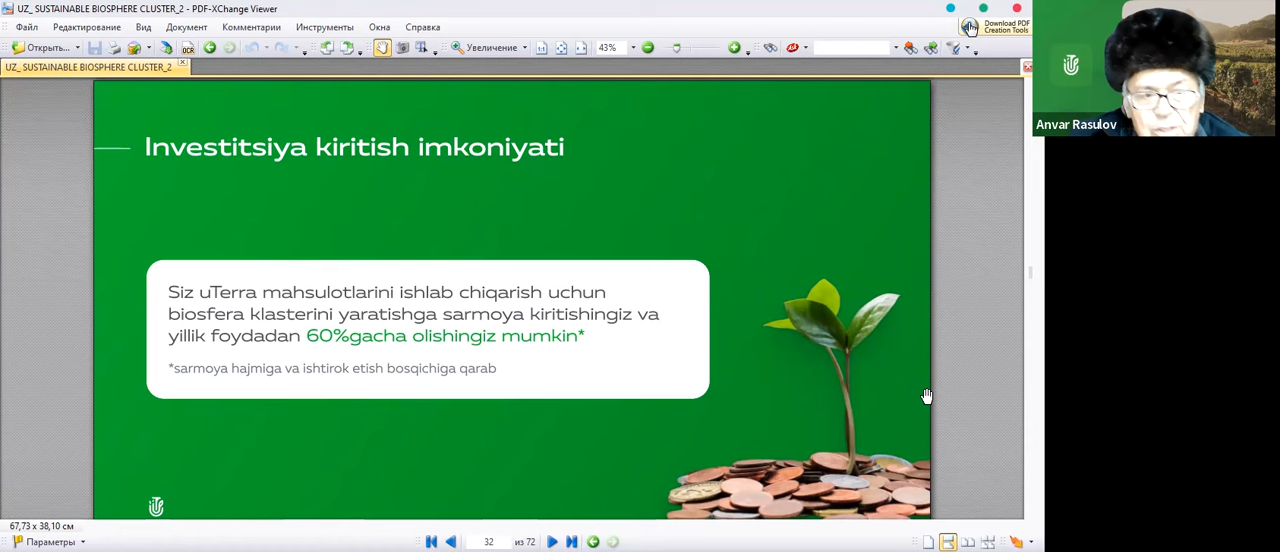 UZ_ SUSTAINABLE BIOSPHERE CLUSTER_2 - PDF-XChange Viewer
Файл Редактирование Вид Документ Комментарии Инструменты Окна Справка
Download PDF
Creation Tools
Открыть... OCR Увеличение 43%
UZ_ SUSTAINABLE BIOSPHERE CLUSTER_2
Anvar Rasulov
Investitsiya kiritish imkoniyati
Siz uTerra mahsulotlarini ishlab chiqarish uchun
biosfera klasterini yaratishga sarmoya kiritishingiz va
yillik foydadan 60%gacha olishingiz mumkin*
*sarmoya hajmiga va ishtirok etish bosqichiga qarab
67,73 x 38,10 см
Параметры 32 из 72